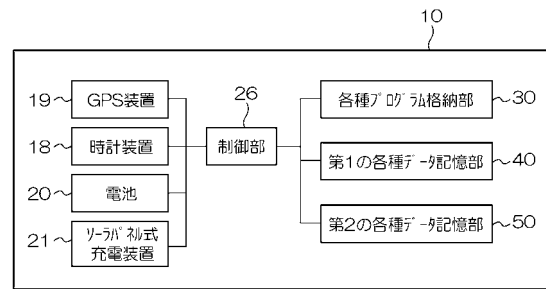 10
19
GPS装置
18
時計装置
20
電池
21
ソーラパネル式
充電装置
26
制御部
各種プログラム格納部
30
第1の各種データ記憶部
40
第2の各種データ記憶部
50